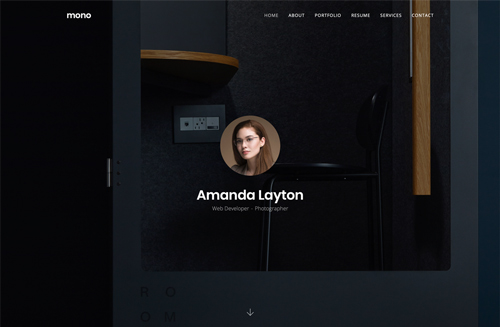 mono
HOME ABOUT PORTFOLIO RESUME SERVICES CONTACT
Amanda Layton
Web Developer - Photographer
R O
O M